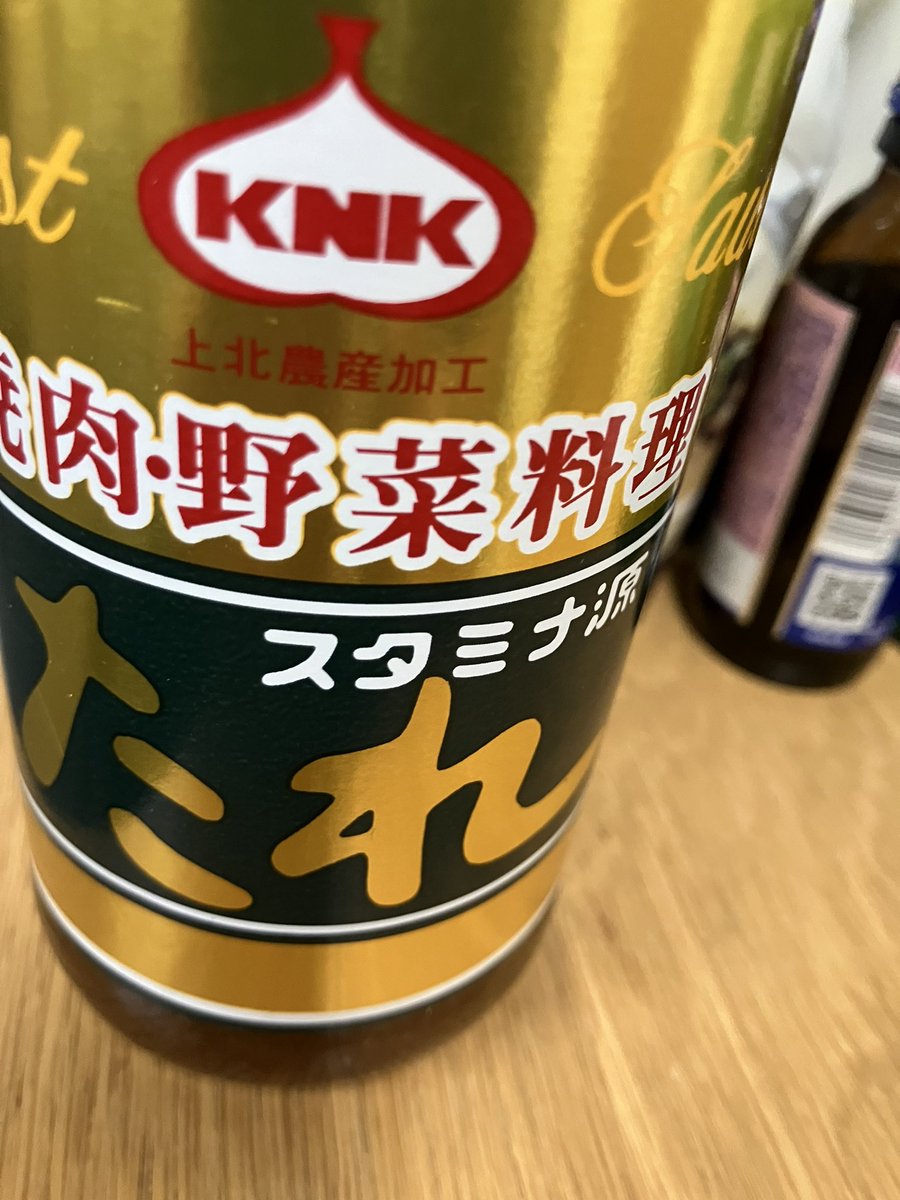 KNK
上北農産加工
焼肉・野菜料理
スタミナ源
たれ